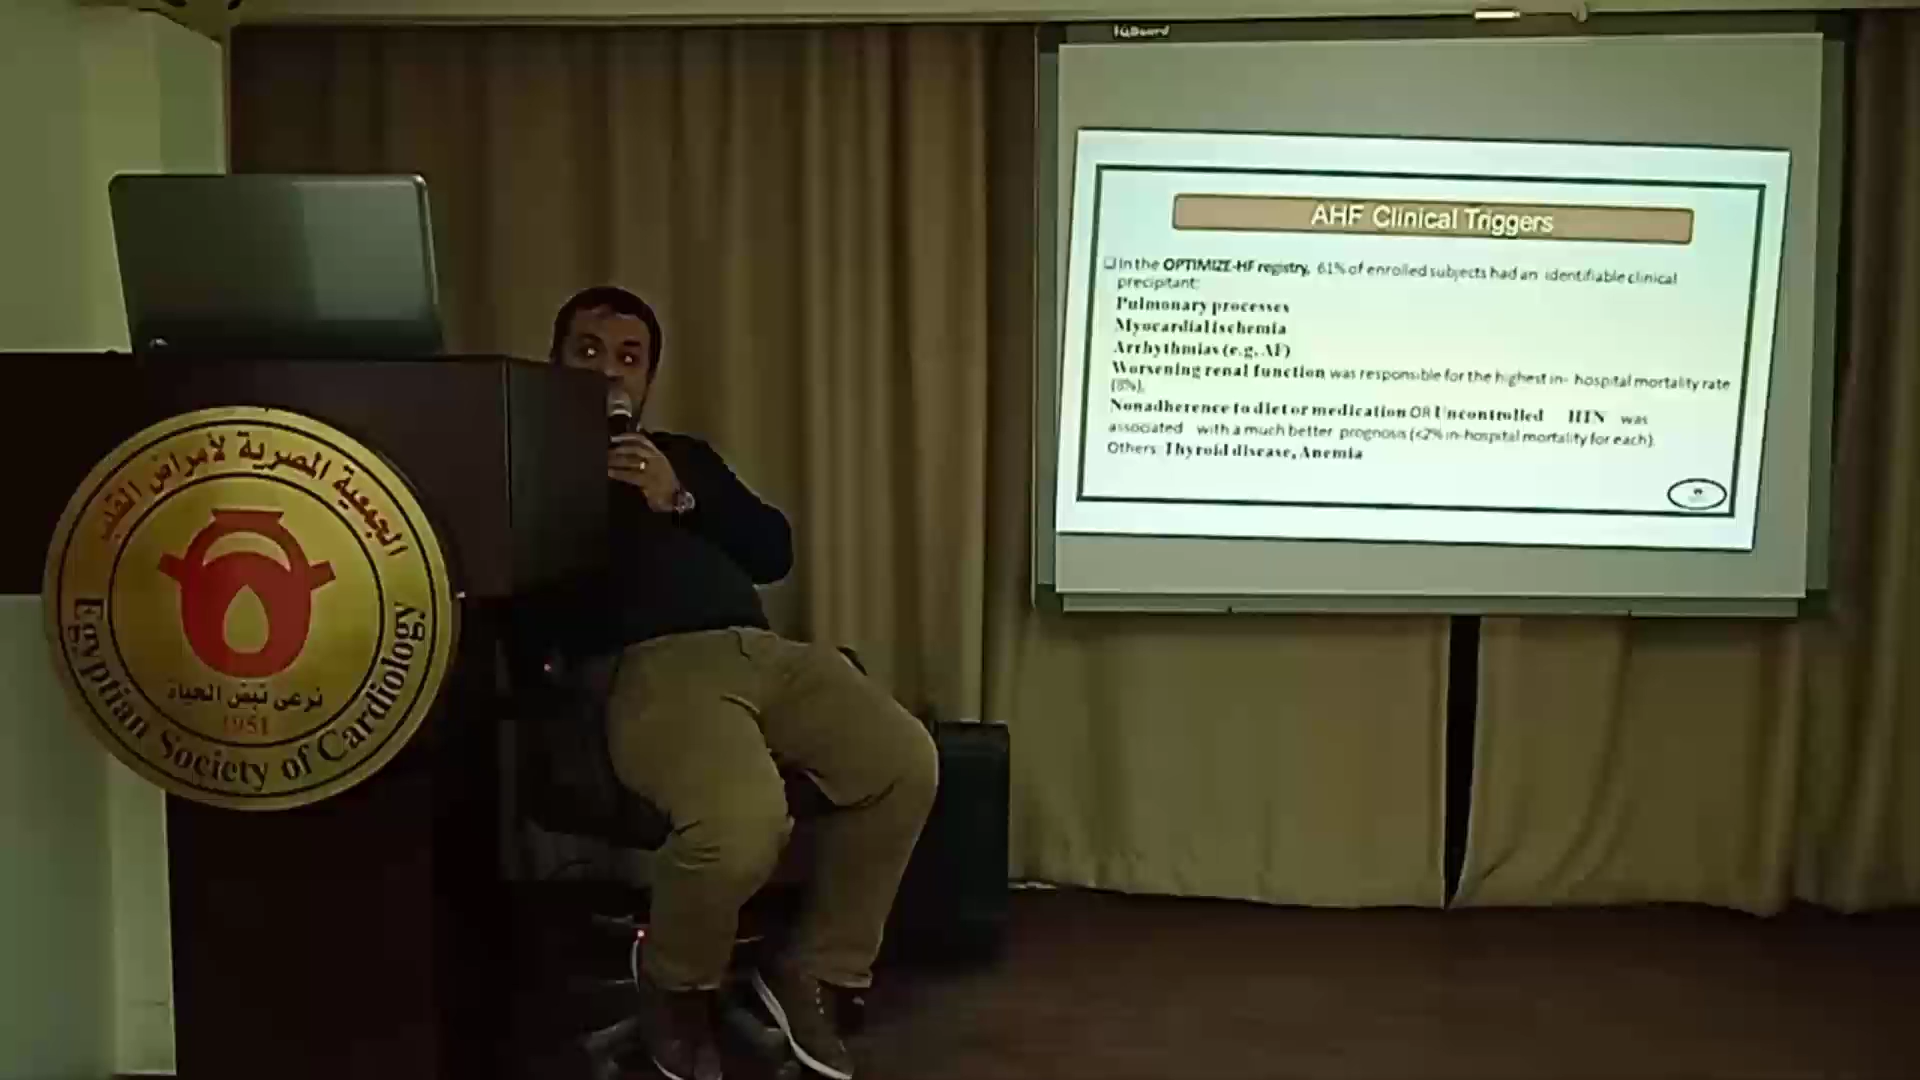 IQBoard
AHF Clinical Triggers
In the OPTIMIZE-HF registry, 61% of enrolled subjects had an identifiable clinical
precipitant:
Pulmonary processes
Myocardial ischemia
Arrhythmias (e.g, AF)
Worsening renal function was responsible for the highest in- hospital mortality rate
(8%),
Nonadherence to diet or medication OR Uncontrolled HTN was
associated with a much better prognosis (<2% in-hospital mortality for each).
Others: Thyroid disease, Anemia
الجمعية المصرية لأمراض القلب
نرعى نبض الحياة
1951
Egyptian Society of Cardiology